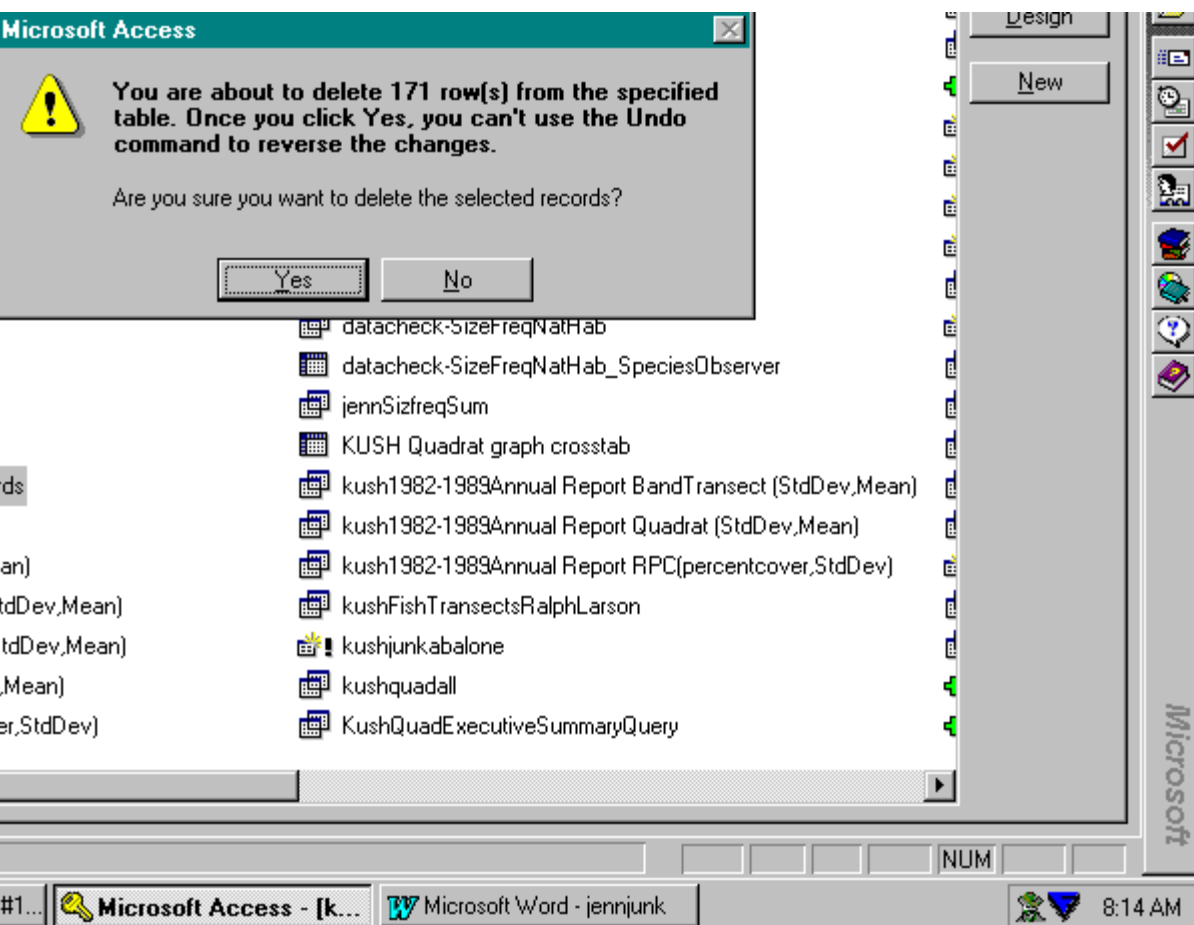 Microsoft Access
Design
You are about to delete 171 row(s) from the specified
table. Once you click Yes, you can't use the Undo
command to reverse the changes.
New
Are you sure you want to delete the selected records?
Yes
No
datacheck-SizeFreqNatHab
datacheck-SizeFreqNatHab_SpeciesObserver
jennSizfreqSum
KUSH Quadrat graph crosstab
rds
kush1982-1989Annual Report BandTransect (StdDev,Mean)
kush1982-1989Annual Report Quadrat (StdDev,Mean)
an)
kush1982-1989Annual Report RPC(percentcover,StdDev)
tdDev,Mean)
kushFishTransectsRalphLarson
tdDev,Mean)
kushjunkabalone
,Mean)
kushquadall
er,StdDev)
KushQuadExecutiveSummaryQuery
Microsoft
NUM
#1...
Microsoft Access - [k...
Microsoft Word - jennjunk
8:14 AM